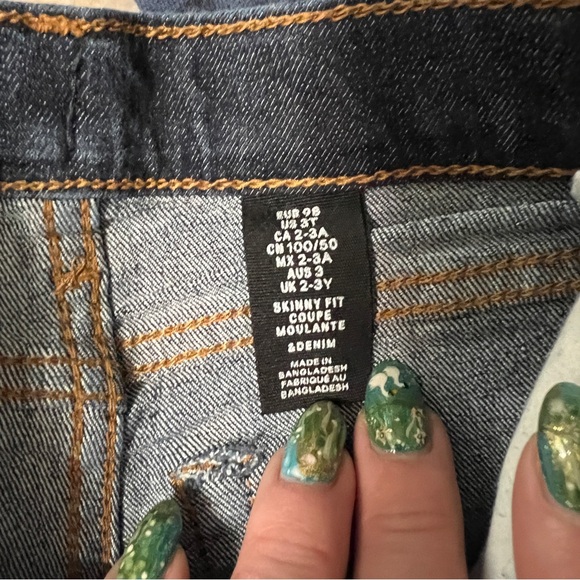 EUR 98
US 3T
CA 2-3A
CN 100/50
MX 2-3A
AUS 3
UK 2-3Y
SKINNY FIT
COUPE
MOULANTE
&DENIM
MADE IN
BANGLADESH
FABRIQUÉ AU
BANGLADESH